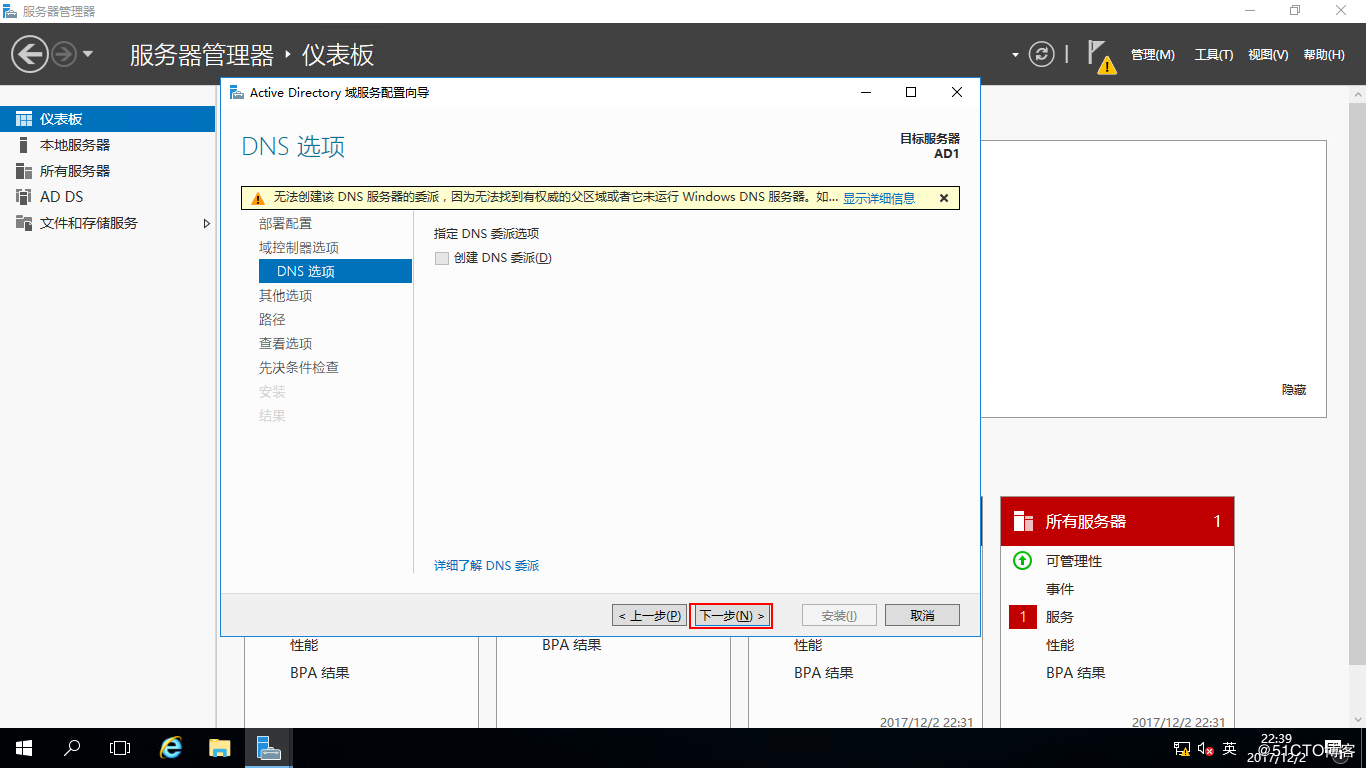 服务器管理器
服务器管理器 · 仪表板
管理(M) 工具(T) 视图(V) 帮助(H)
仪表板
本地服务器
所有服务器
AD DS
文件和存储服务
Active Directory 域服务配置向导
DNS 选项
目标服务器
AD1
无法创建该 DNS 服务器的委派，因为无法找到有权威的父区域或者它未运行 Windows DNS 服务器。如... 显示详细信息
部署配置
域控制器选项
DNS 选项
其他选项
路径
查看选项
先决条件检查
安装
结果
指定 DNS 委派选项
创建 DNS 委派(D)
详细了解 DNS 委派
< 上一步(P) 下一步(N) > 安装(I) 取消
隐藏
所有服务器 1
可管理性
事件
1 服务
性能
BPA 结果
2017/12/2 22:31
性能
BPA 结果
BPA 结果
性能
BPA 结果
2017/12/2 22:31
英
22:39
2017/12/2
@51CTO博客